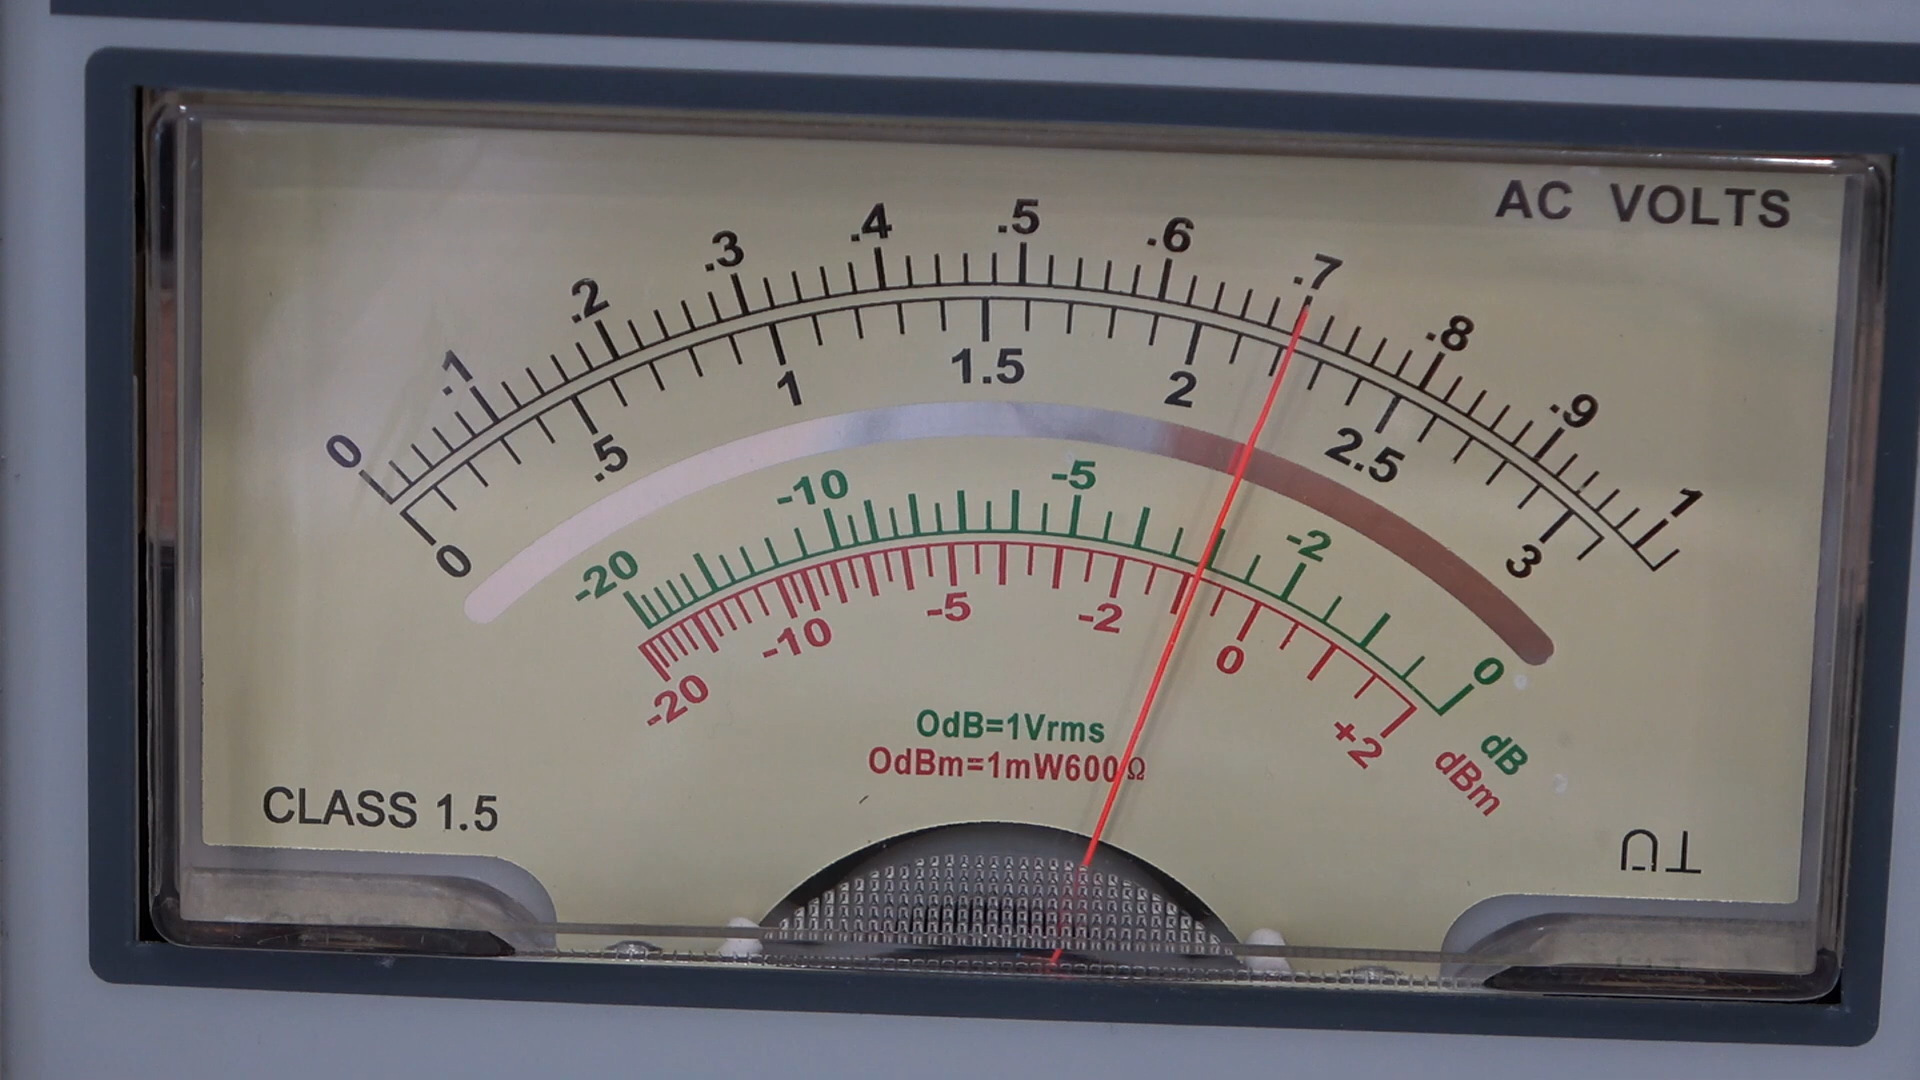 AC VOLTS
0 .1 .2 .3 .4 .5 .6 .7 .8 .9 1
0 .5 1 1.5 2 2.5 3
-20 -10 -5 -2 0 dB
-20 -10 -5 -2 0 +2 dBm
OdB=1Vrms
OdBm=1mW600Ω
CLASS 1.5